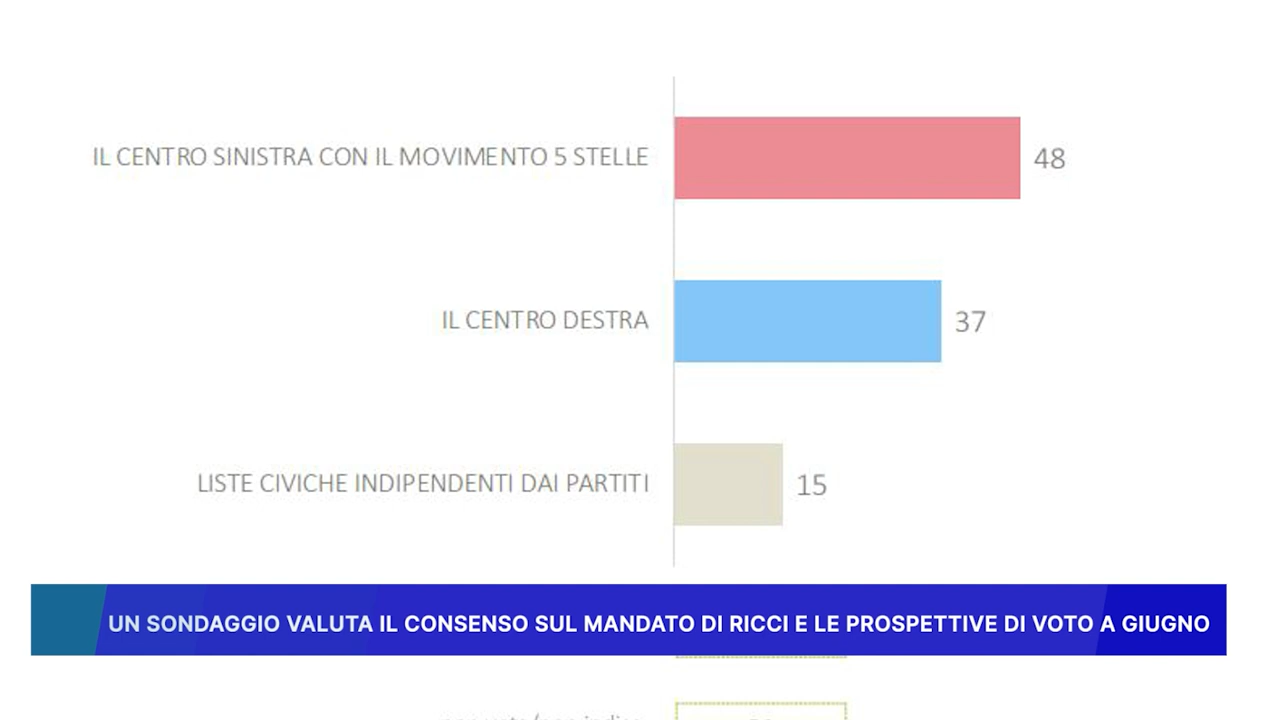 IL CENTRO SINISTRA CON IL MOVIMENTO 5 STELLE 48
IL CENTRO DESTRA 37
LISTE CIVICHE INDIPENDENTI DAI PARTITI 15
UN SONDAGGIO VALUTA IL CONSENSO SUL MANDATO DI RICCI E LE PROSPETTIVE DI VOTO A GIUGNO